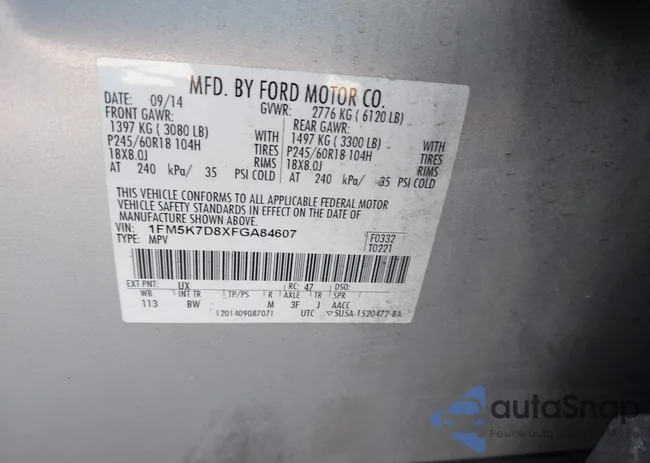 MFD. BY FORD MOTOR CO.
DATE: 09/14 GVWR: 2776 KG ( 6120 LB)
FRONT GAWR: REAR GAWR:
1397 KG ( 3080 LB) WITH 1497 KG ( 3300 LB) WITH
P245/60R18 104H TIRES P245/60R18 104H TIRES
18X8.0J RIMS 18X8.0J RIMS
AT 240 kPa/ 35 PSI COLD AT 240 kPa/ 35 PSI COLD
THIS VEHICLE CONFORMS TO ALL APPLICABLE FEDERAL MOTOR
VEHICLE SAFETY STANDARDS IN EFFECT ON THE DATE OF
MANUFACTURE SHOWN ABOVE.
VIN: 1FM5K7D8XFGA84607 F0332
TYPE: MPV T0221
EXT PNT: UX RC: 47 DSO:
WB INT TR TP/PS R AXLE TR SPR
113 BW M 3F J AACC
1201409087071 UTC ▽5U5A-1520472-BA
autaSnap
Pewne auto